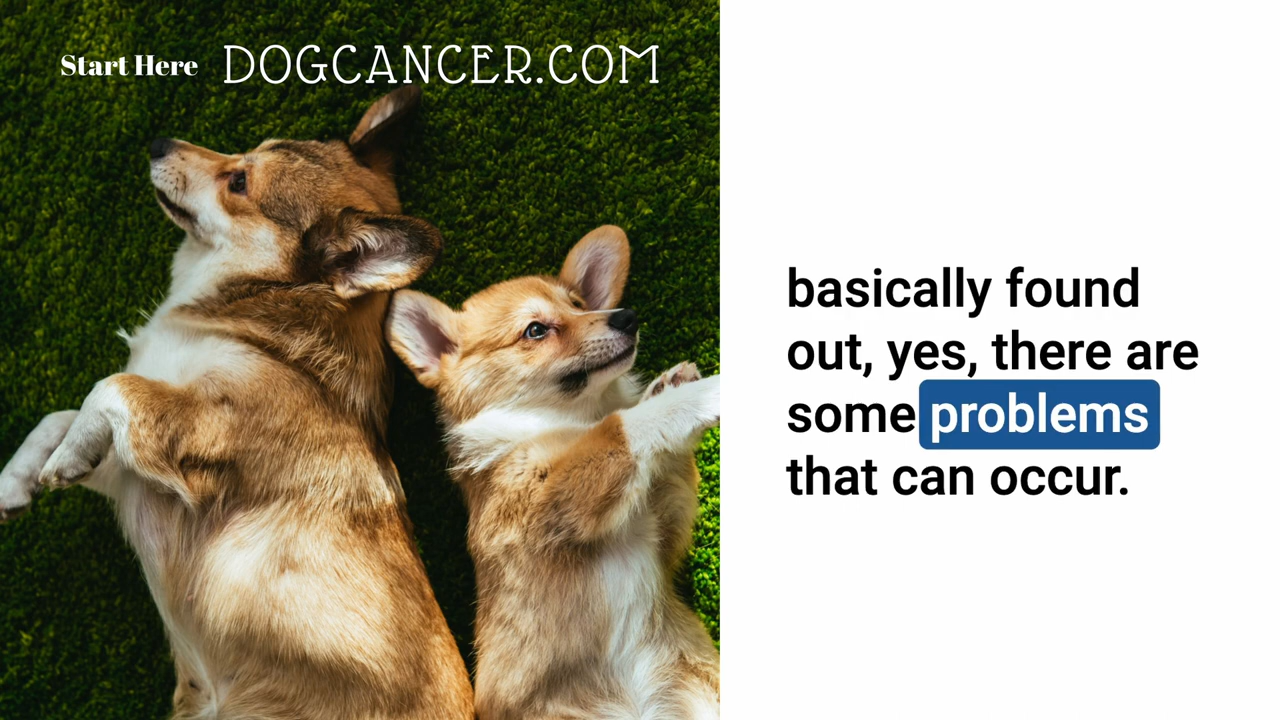 Start Here DOGCANCER.COM
basically found
out, yes, there are
some problems
that can occur.